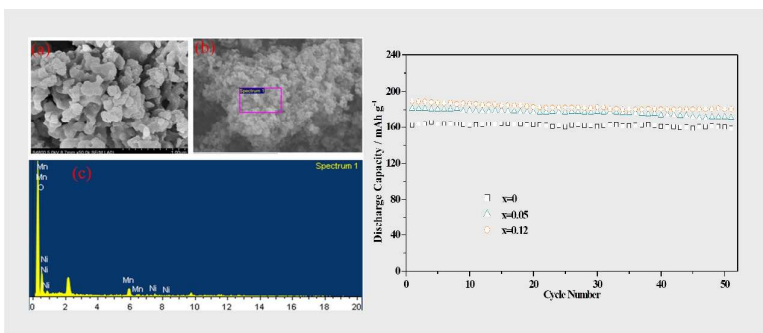 (a)
(b)
Spectrum 1
1.00um
(c)
Spectrum 1
Mn
Mn
O
Ni
Ni
Ni
Mn
Mn
Ni
Ni
0 2 4 6 8 10 12 14 16 18 20
Discharge Capacity / mAh g-1
240
200
160
120
80
40
0
x=0
x=0.05
x=0.12
0 10 20 30 40 50
Cycle Number